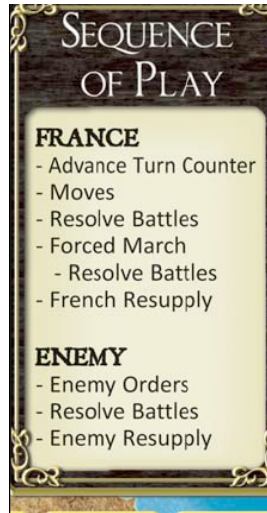 SEQUENCE
OF PLAY
FRANCE
- Advance Turn Counter
- Moves
- Resolve Battles
- Forced March
- Resolve Battles
- French Resupply
ENEMY
- Enemy Orders
- Resolve Battles
- Enemy Resupply